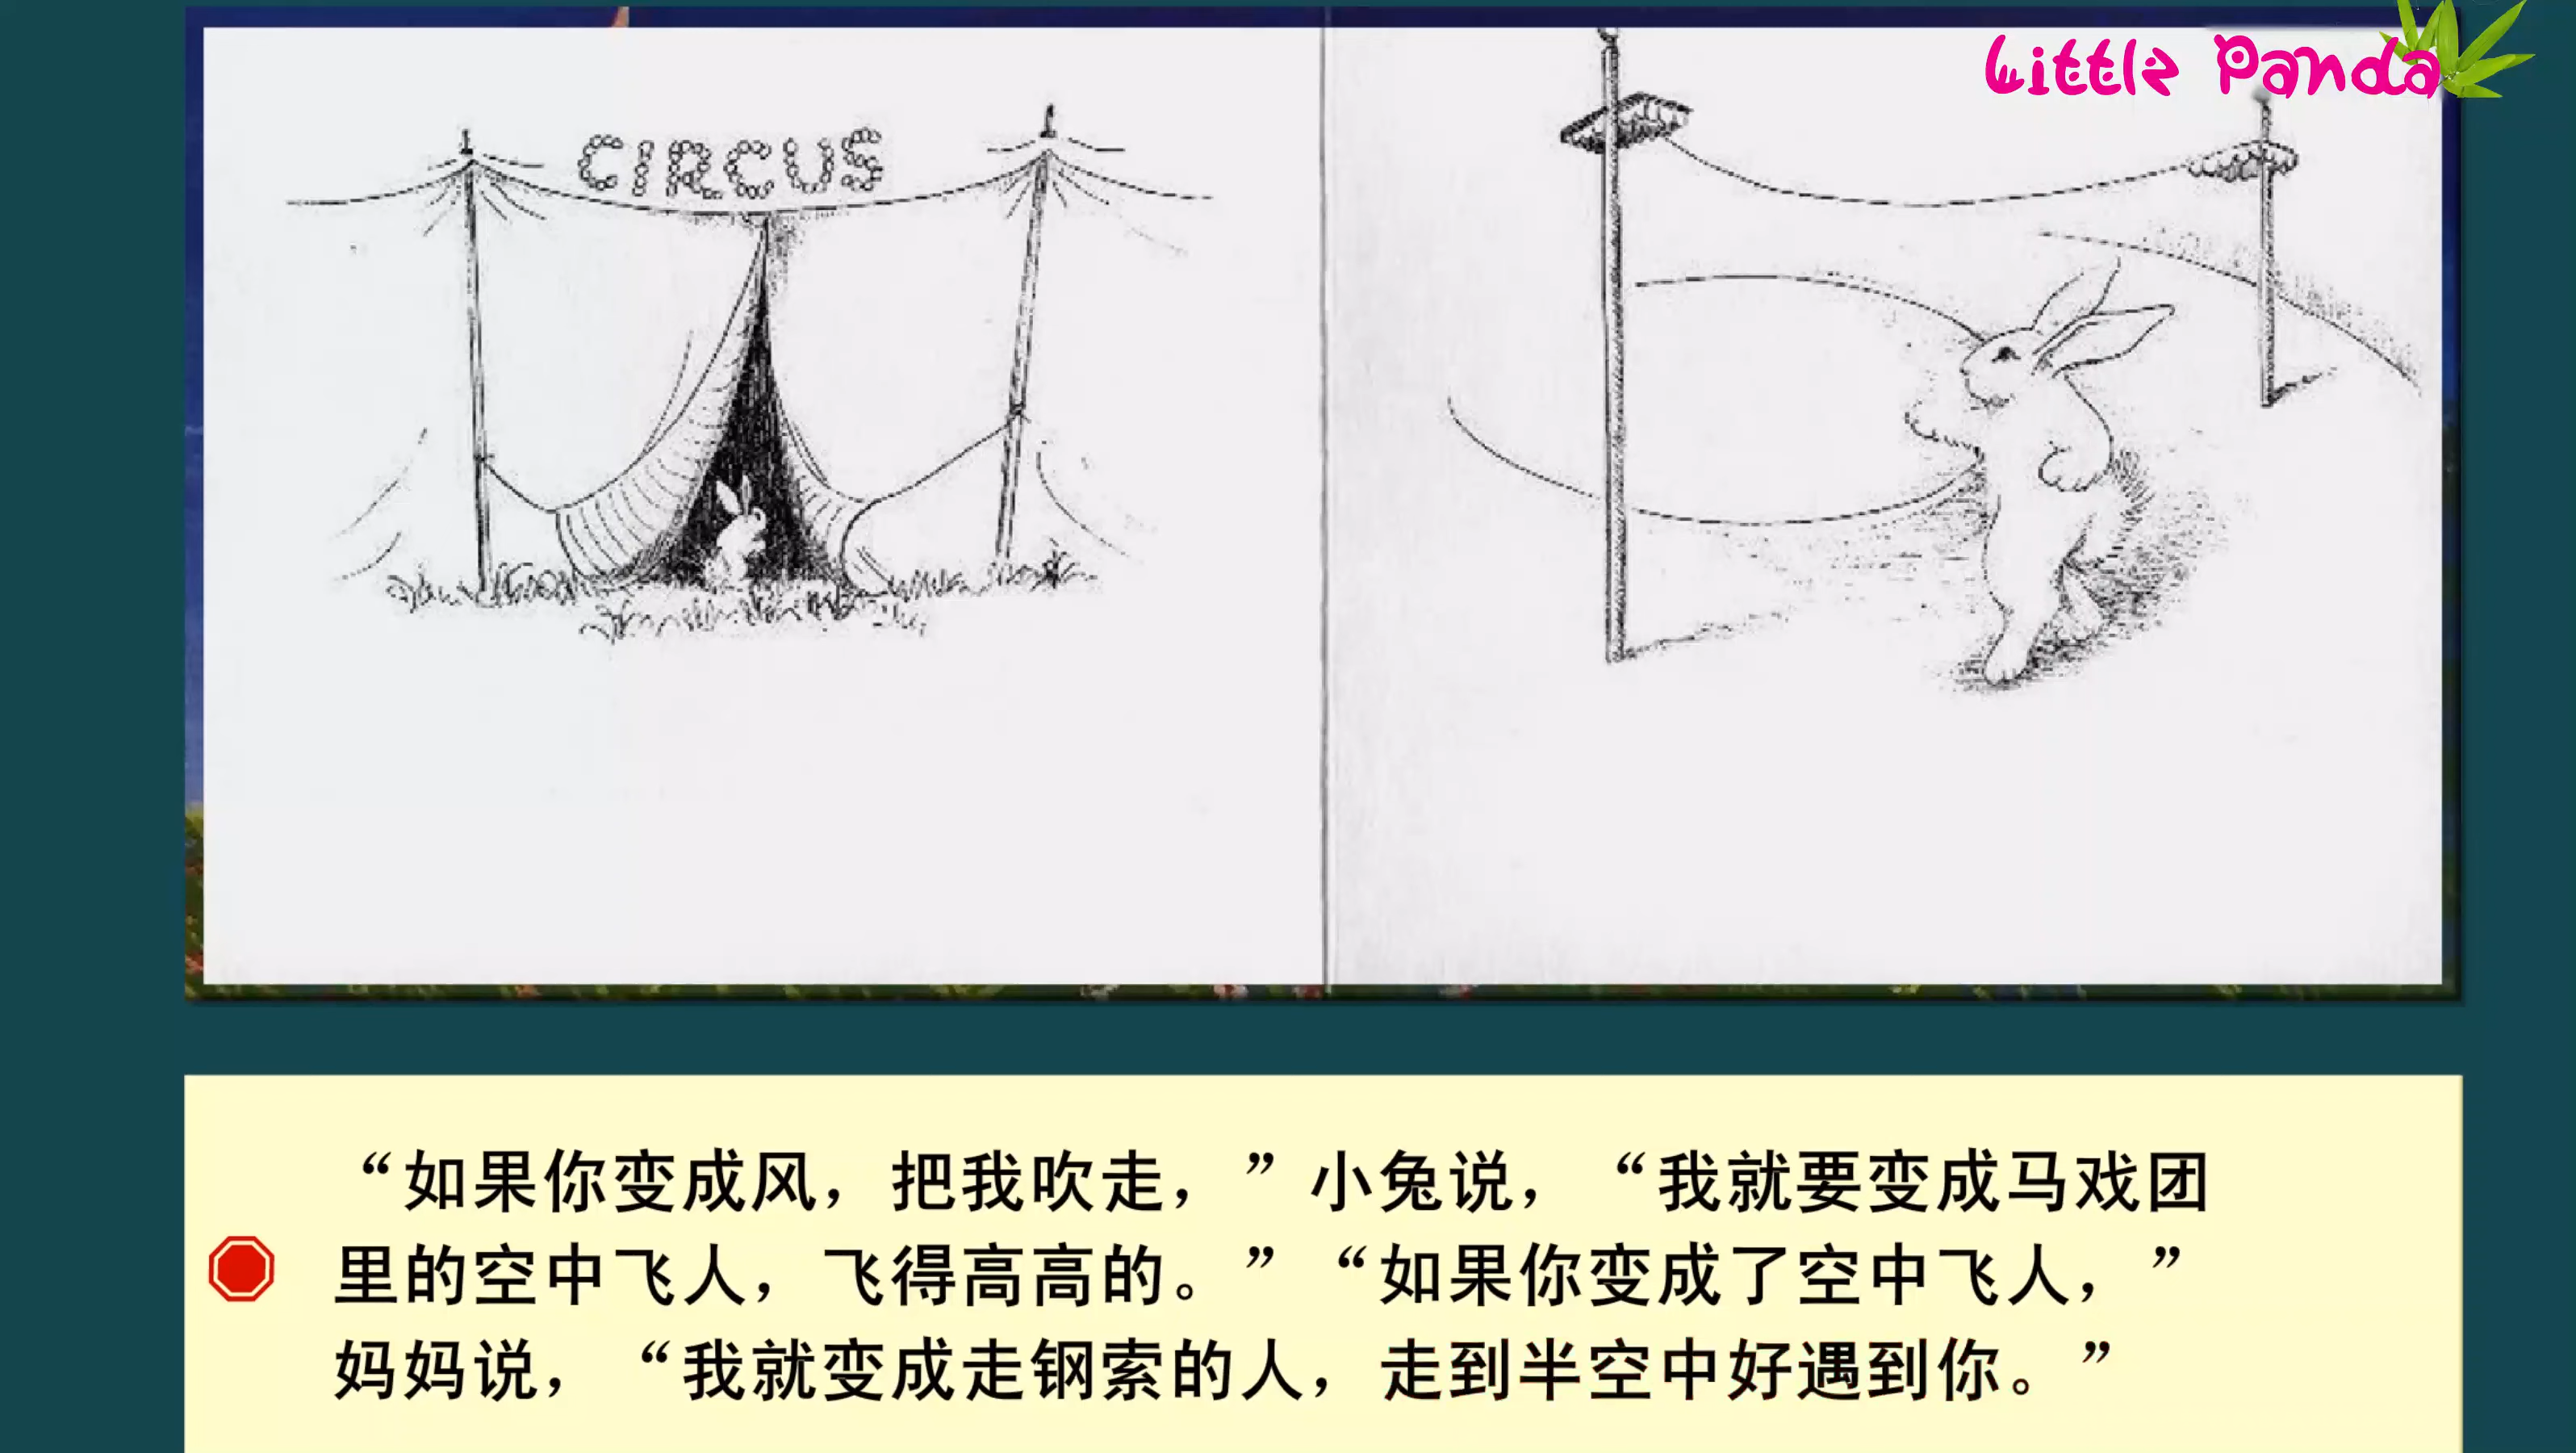 Little Panda
CIRCUS
“如果你变成风，把我吹走，”小兔说，“我就要变成马戏团
里的空中飞人，飞得高高的。”“如果你变成了空中飞人，”
妈妈说，“我就变成走钢索的人，走到半空中好遇到你。”